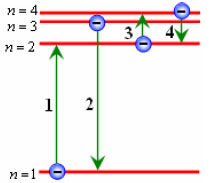 n = 4
n = 3
3
4
n = 2
1
2
n = 1